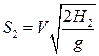 S₂ = V√(2H₂/g)